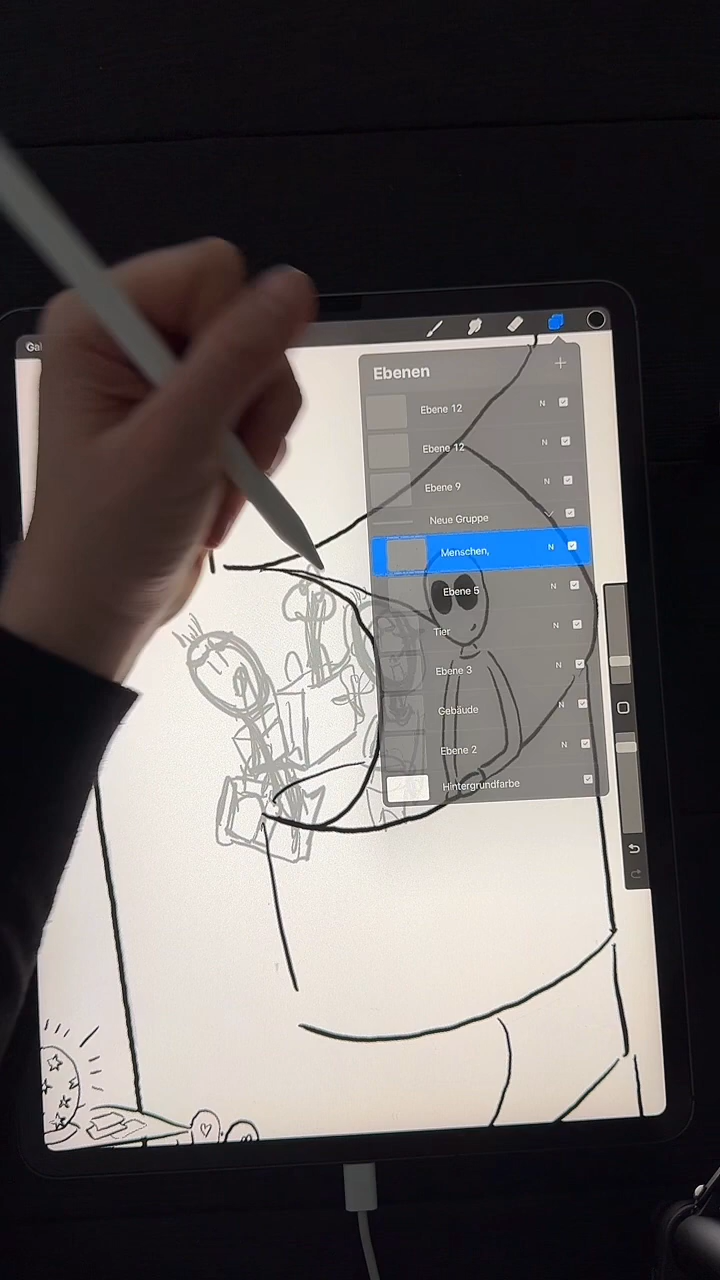 Gal
Ebenen
Ebene 12 N
Ebene 12 N
Ebene 9 N
Neue Gruppe
Menschen, N
Ebene 5 N
Tier N
Ebene 3 N
Gebäude N
Ebene 2 N
Hintergrundfarbe